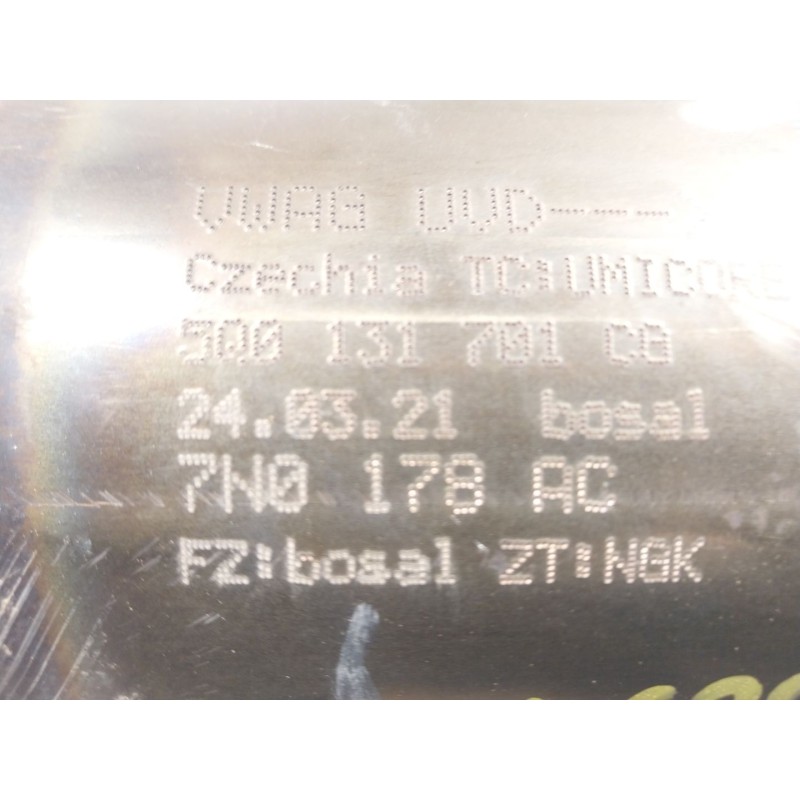 VWAG UVD---
Czechia TC:UMICORE
5Q0 131 701 CB
24.03.21 bosal
7N0 178 AC
FZ:bosal ZT:NGK